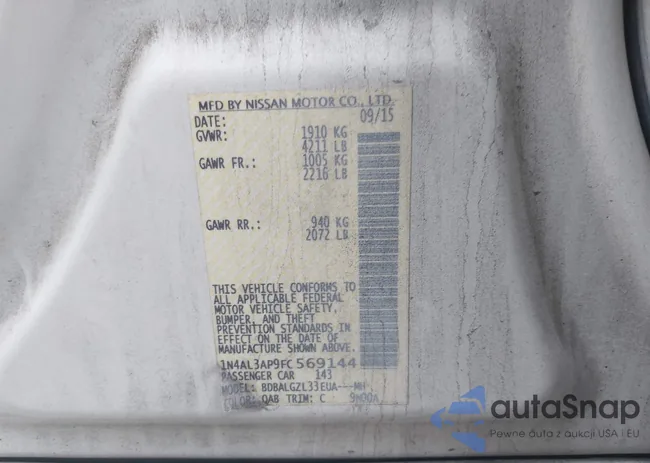 MFD BY NISSAN MOTOR CO., LTD.
DATE: 09/15
GVWR: 1910 KG
4211 LB
GAWR FR.: 1005 KG
2216 LB
GAWR RR.: 940 KG
2072 LB
THIS VEHICLE CONFORMS TO
ALL APPLICABLE FEDERAL
MOTOR VEHICLE SAFETY,
BUMPER, AND THEFT
PREVENTION STANDARDS IN
EFFECT ON THE DATE OF
MANUFACTURE SHOWN ABOVE.
1N4AL3AP9FC 569144
PASSENGER CAR 143
MODEL: BDBALGZL33EUA---MH
COLOR: QAB TRIM: C
autaSnap
Pewne auta z aukcji USA i EU